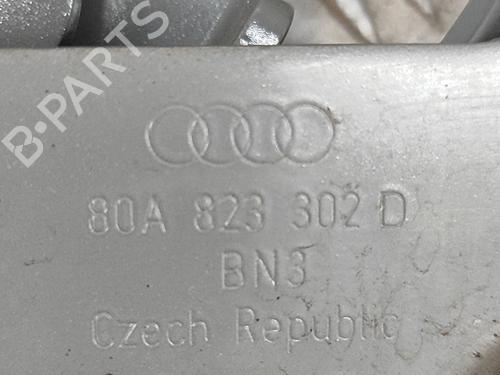 B-PARTS
80A 823 302 D
BN3
Czech Republic